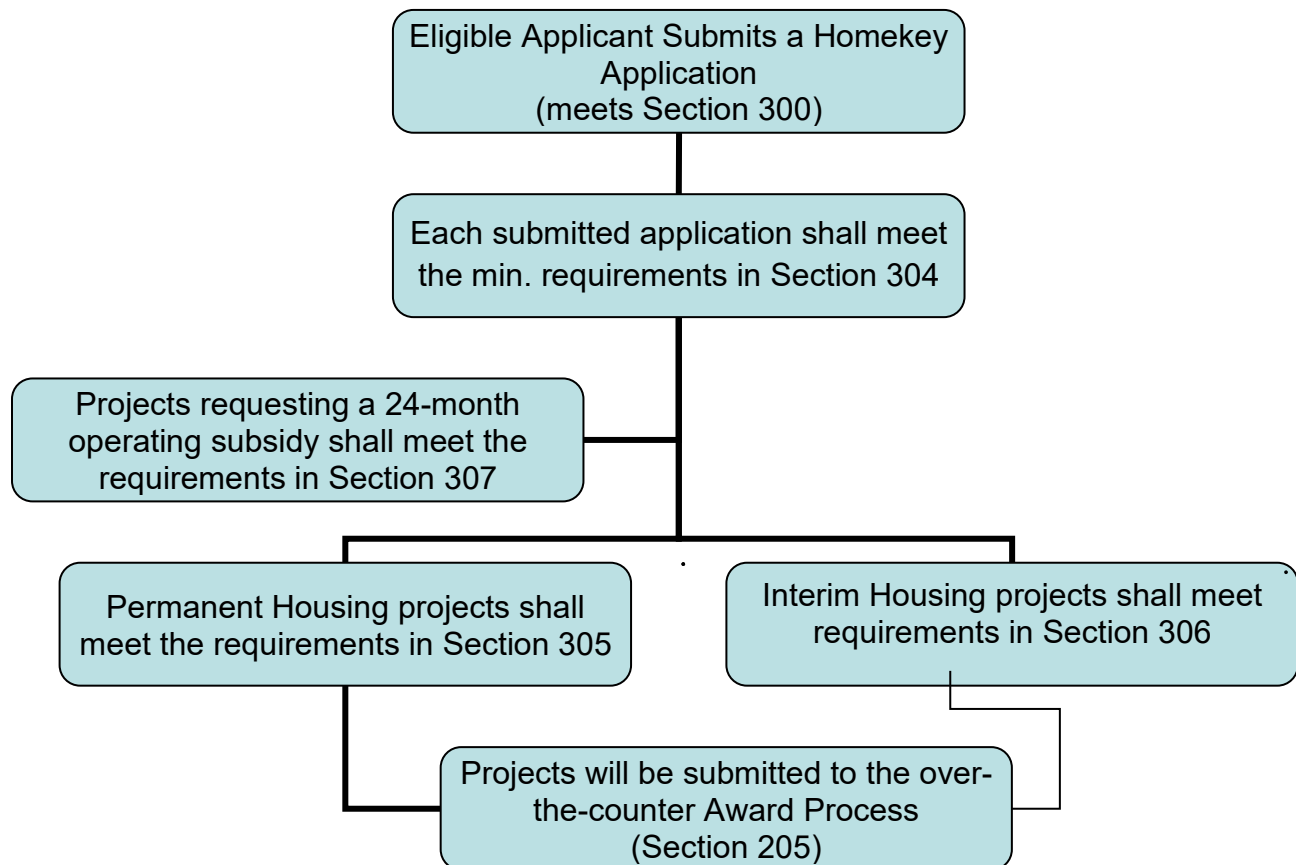 Eligible Applicant Submits a Homekey
Application
(meets Section 300)
Each submitted application shall meet
the min. requirements in Section 304
Projects requesting a 24-month
operating subsidy shall meet the
requirements in Section 307
Permanent Housing projects shall
meet the requirements in Section 305
Interim Housing projects shall meet
requirements in Section 306
Projects will be submitted to the over-
the-counter Award Process
(Section 205)